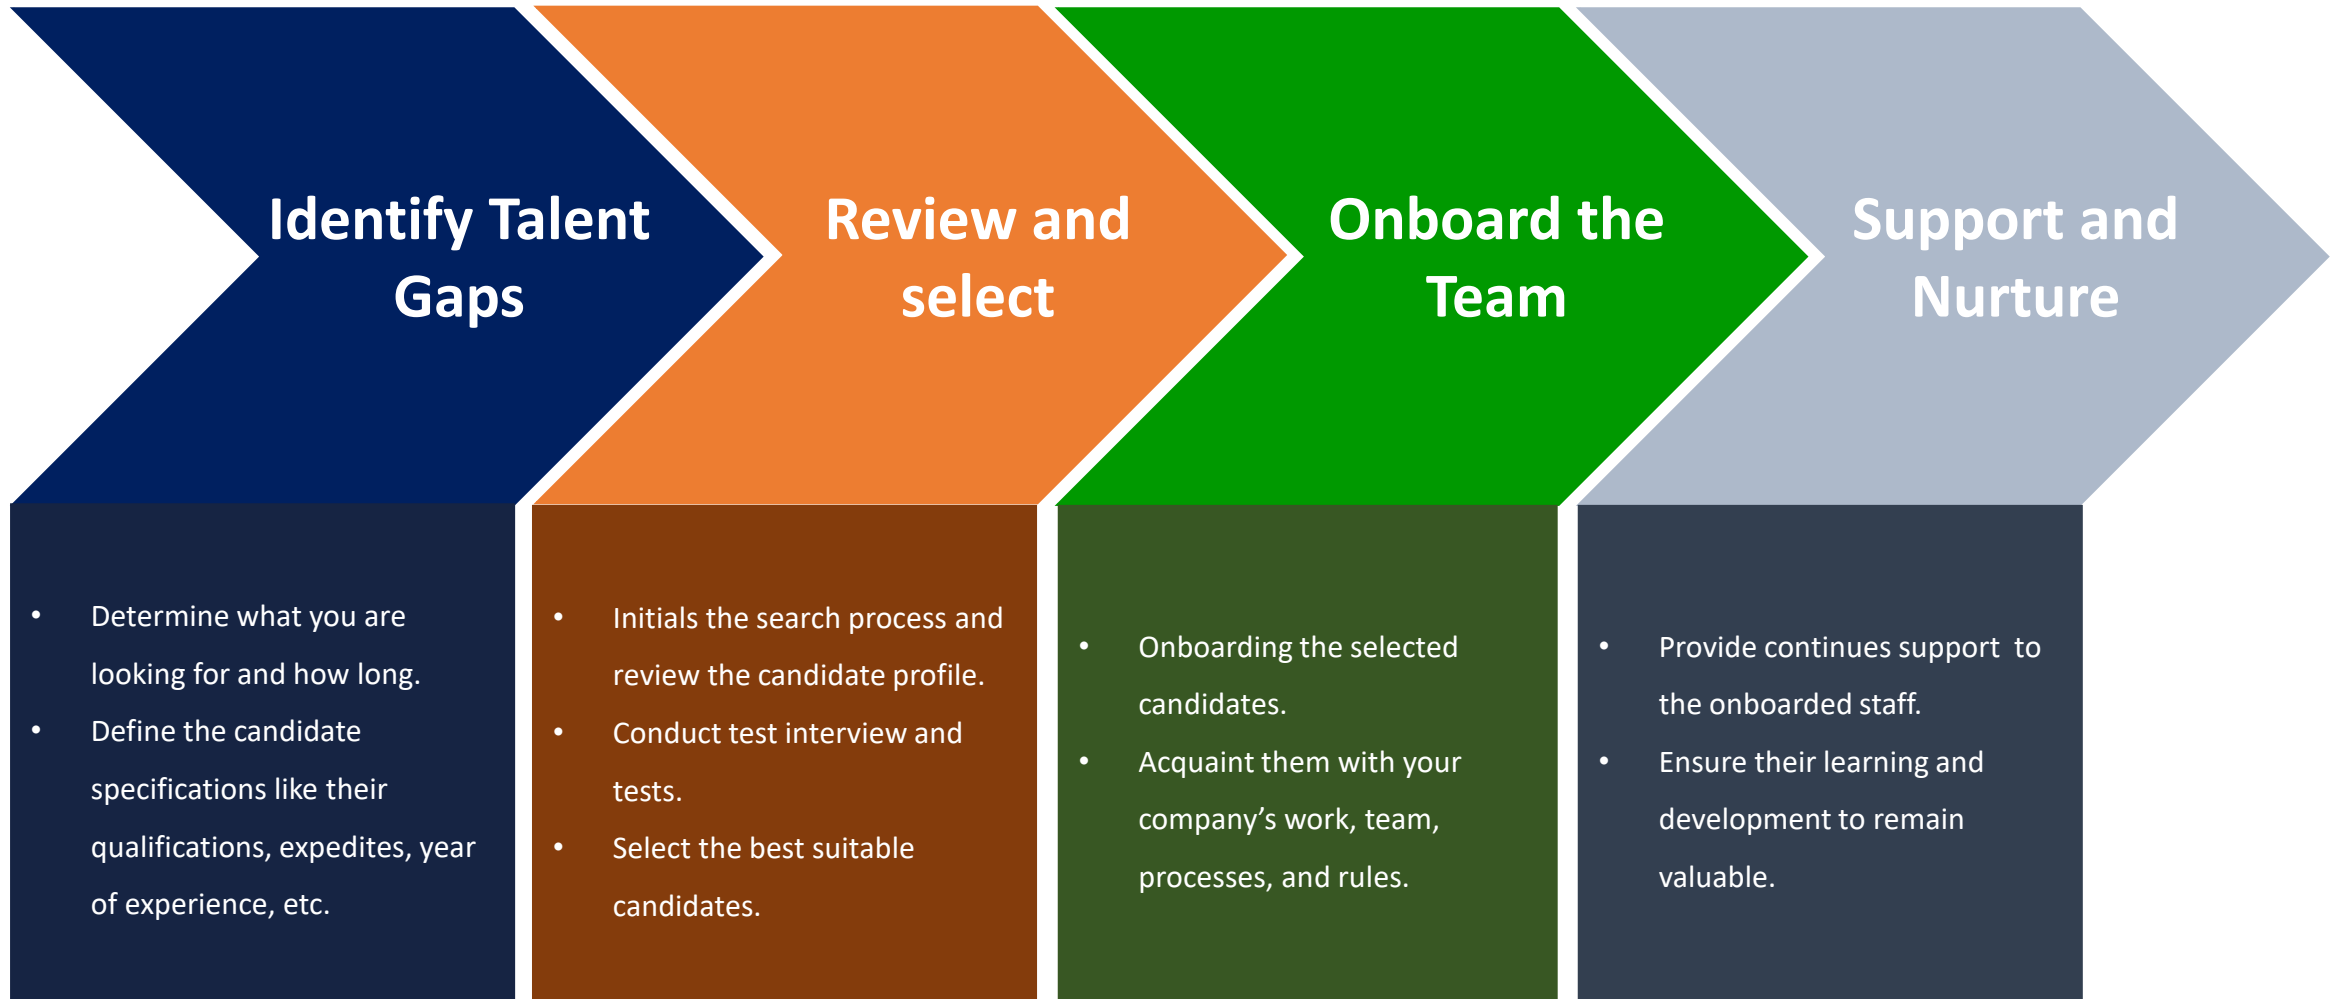 Identify Talent
Gaps
• Determine what you are
looking for and how long.
• Define the candidate
specifications like their
qualifications, expedites, year
of experience, etc.
Review and
select
• Initials the search process and
review the candidate profile.
• Conduct test interview and
tests.
• Select the best suitable
candidates.
Onboard the
Team
• Onboarding the selected
candidates.
• Acquaint them with your
company’s work, team,
processes, and rules.
Support and
Nurture
• Provide continues support  to
the onboarded staff.
• Ensure their learning and
development to remain
valuable.